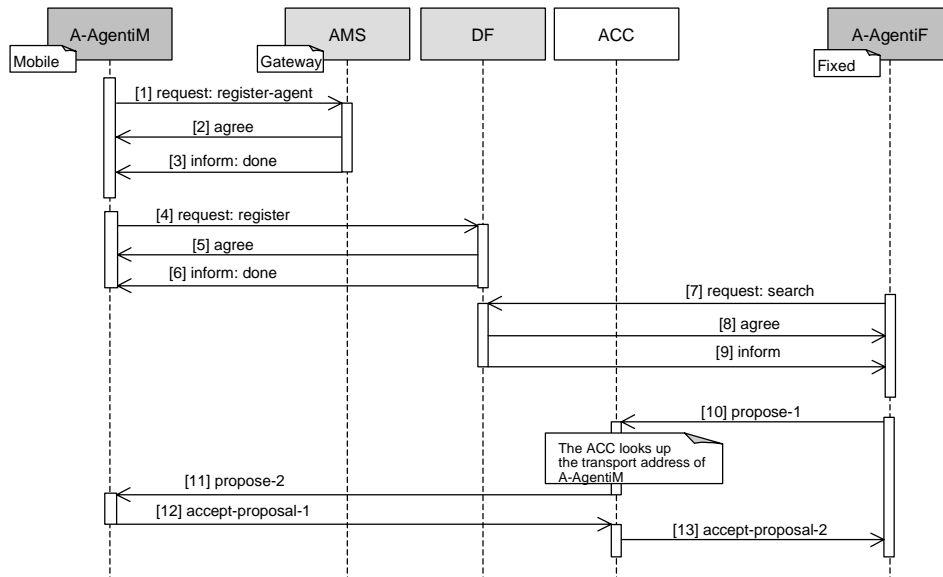 A-AgentiM
AMS
DF
ACC
A-AgentiF
Mobile
Gateway
Fixed
[1] request: register-agent
[2] agree
[3] inform: done
[4] request: register
[5] agree
[6] inform: done
[7] request: search
[8] agree
[9] inform
[10] propose-1
The ACC looks up
the transport address of
A-AgentiM
[11] propose-2
[12] accept-proposal-1
[13] accept-proposal-2